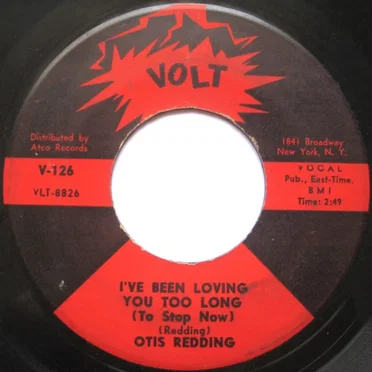 VOLT
Distributed by
Atco Records
1841 Broadway
New York, N. Y.
V-126
VLT-8826
VOCAL
Pub., East-Time.
BMI
Time: 2:49
I'VE BEEN LOVING
YOU TOO LONG
(To Stop Now)
(Redding)
OTIS REDDING